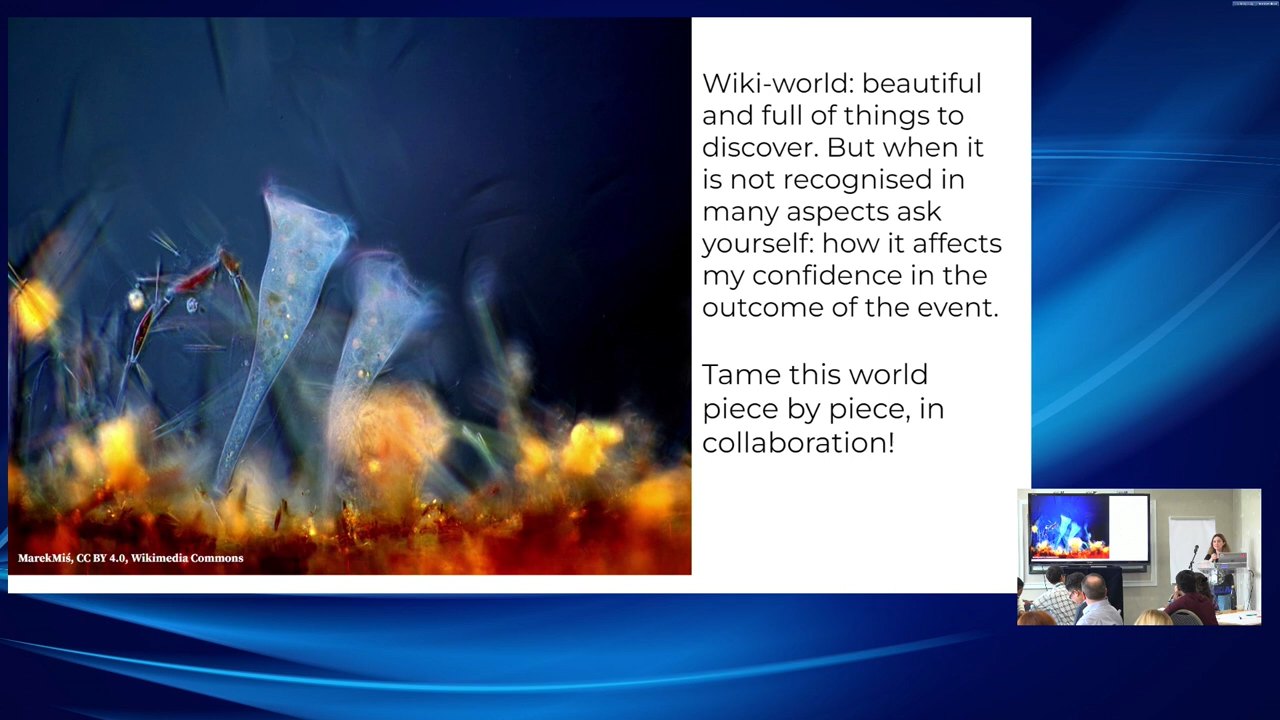 Wiki-world: beautiful
and full of things to
discover. But when it
is not recognised in
many aspects ask
yourself: how it affects
my confidence in the
outcome of the event.
Tame this world
piece by piece, in
collaboration!
MarekMiś, CC BY 4.0, Wikimedia Commons